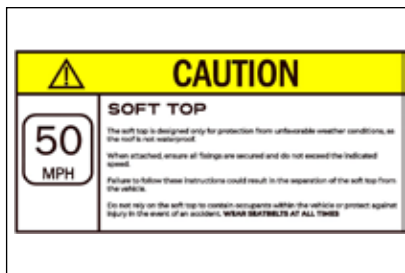 CAUTION
50
MPH
SOFT TOP
The soft top is designed only for protection from unfavorable weather conditions, as
the roof is not waterproof.
When attached, ensure all fixings are secured and do not exceed the indicated
speed.
Failure to follow these instructions could result in the separation of the soft top from
the vehicle.
Do not rely on the soft top to contain occupants within the vehicle or protect against
injury in the event of an accident. WEAR SEATBELTS AT ALL TIMES